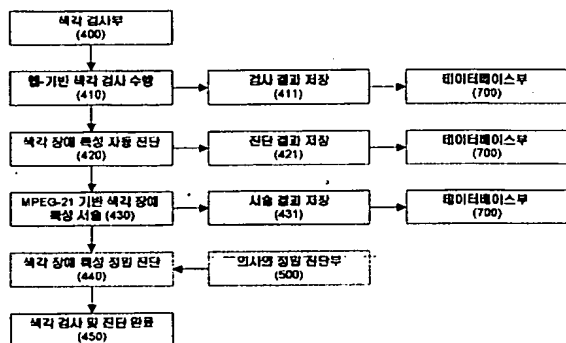 색각 검사부
(400)
웹-기반 색각 검사 수행
(410)
검사 결과 저장
(411)
데이터베이스부
(700)
색각 장애 특성 자동 진단
(420)
진단 결과 저장
(421)
데이터베이스부
(700)
MPEG-21 기반 색각 장애
특성 서술 (430)
서술 결과 저장
(431)
데이터베이스부
(700)
색각 장애 특성 정밀 진단
(440)
의사의 정밀 진단부
(500)
색각 검사 및 진단 완료
(450)